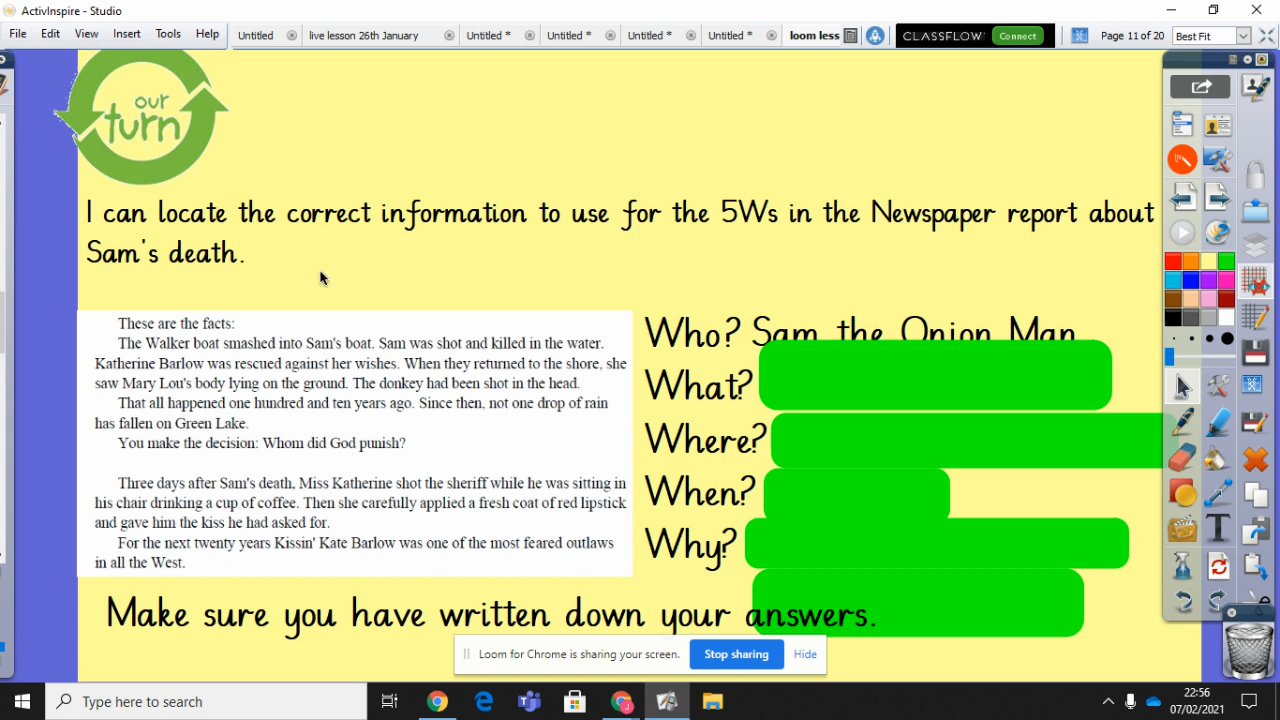 ActivInspire - Studio
File Edit View Insert Tools Help
Untitled live lesson 26th January Untitled * Untitled * Untitled * Untitled * loom less CLASSFLOW Connect Page 11 of 20 Best Fit
our
turn
I can locate the correct information to use for the 5Ws in the Newspaper report about
Sam's death.
These are the facts:
The Walker boat smashed into Sam's boat. Sam was shot and killed in the water.
Katherine Barlow was rescued against her wishes. When they returned to the shore, she
saw Mary Lou's body lying on the ground. The donkey had been shot in the head.
That all happened one hundred and ten years ago. Since then, not one drop of rain
has fallen on Green Lake.
You make the decision: Whom did God punish?
Three days after Sam's death, Miss Katherine shot the sheriff while he was sitting in
his chair drinking a cup of coffee. Then she carefully applied a fresh coat of red lipstick
and gave him the kiss he had asked for.
For the next twenty years Kissin' Kate Barlow was one of the most feared outlaws
in all the West.
Who? Sam the Onion Man
What?
Where?
When?
Why?
Make sure you have written down your answers.
Loom for Chrome is sharing your screen. Stop sharing Hide
Type here to search
22:56
07/02/2021